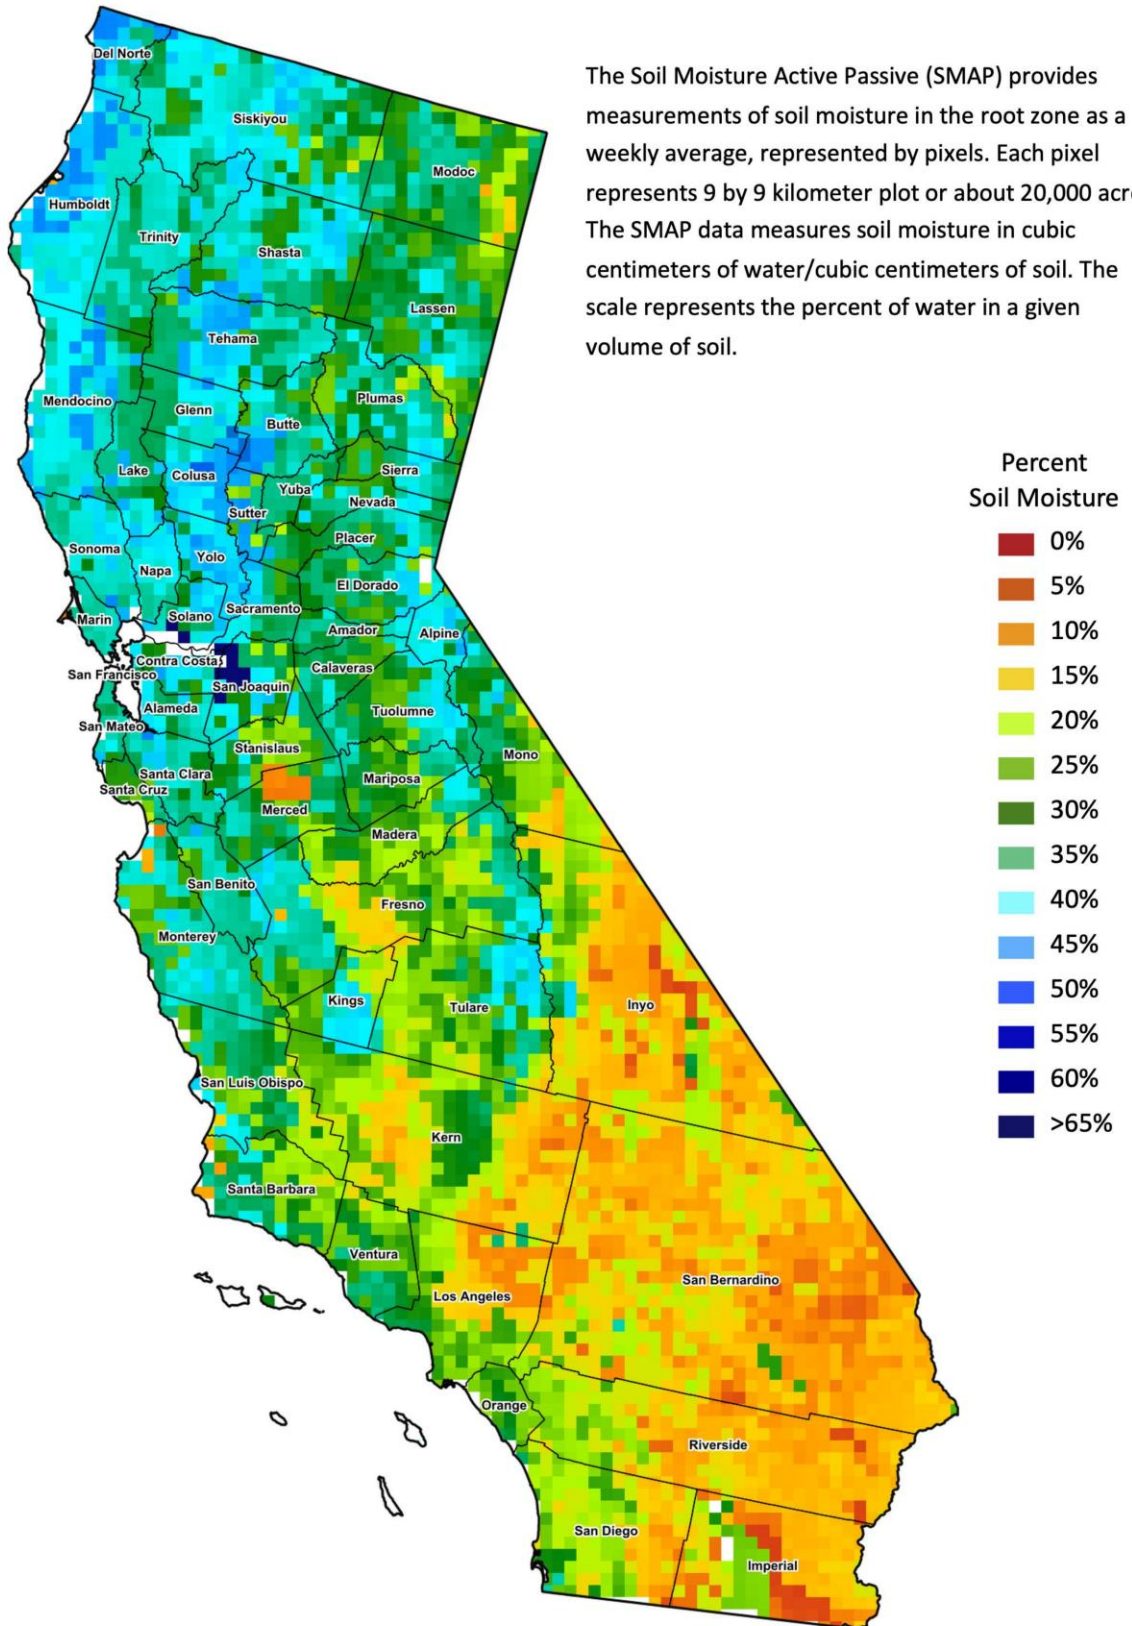 The Soil Moisture Active Passive (SMAP) provides
measurements of soil moisture in the root zone as a
weekly average, represented by pixels. Each pixel
represents 9 by 9 kilometer plot or about 20,000 acr
The SMAP data measures soil moisture in cubic
centimeters of water/cubic centimeters of soil. The
scale represents the percent of water in a given
volume of soil.
Percent
Soil Moisture
0%
5%
10%
15%
20%
25%
30%
35%
40%
45%
50%
55%
60%
>65%
Del Norte
Siskiyou
Modoc
Humboldt
Trinity
Shasta
Lassen
Tehama
Mendocino
Glenn
Butte
Plumas
Lake
Colusa
Yuba
Sierra
Sutter
Nevada
Placer
Sonoma
Napa
Yolo
El Dorado
Marin
Solano
Sacramento
Amador
Alpine
Contra Costa
San Francisco
San Joaquin
Calaveras
Alameda
Tuolumne
San Mateo
Stanislaus
Mono
Santa Clara
Santa Cruz
Mariposa
Merced
Madera
San Benito
Fresno
Monterey
Kings
Tulare
Inyo
San Luis Obispo
Kern
Santa Barbara
Ventura
San Bernardino
Los Angeles
Orange
Riverside
San Diego
Imperial